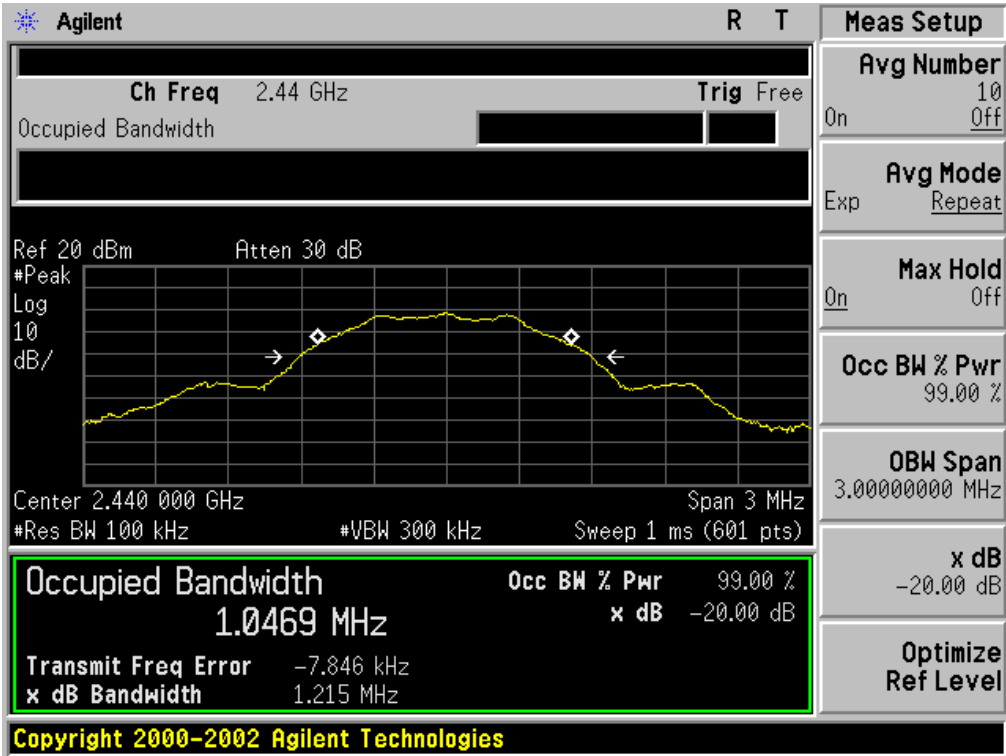 Agilent R T
Ch Freq 2.44 GHz Trig Free
Occupied Bandwidth
Ref 20 dBm Atten 30 dB
#Peak
Log
10
dB/
Center 2.440 000 GHz Span 3 MHz
#Res BW 100 kHz #VBW 300 kHz Sweep 1 ms (601 pts)
Occupied Bandwidth
1.0469 MHz
Occ BW % Pwr 99.00 %
x dB -20.00 dB
Transmit Freq Error -7.846 kHz
x dB Bandwidth 1.215 MHz
Copyright 2000-2002 Agilent Technologies
Meas Setup
Avg Number
10
On Off
Avg Mode
Exp Repeat
Max Hold
On Off
Occ BW % Pwr
99.00 %
OBW Span
3.00000000 MHz
x dB
-20.00 dB
Optimize
Ref Level